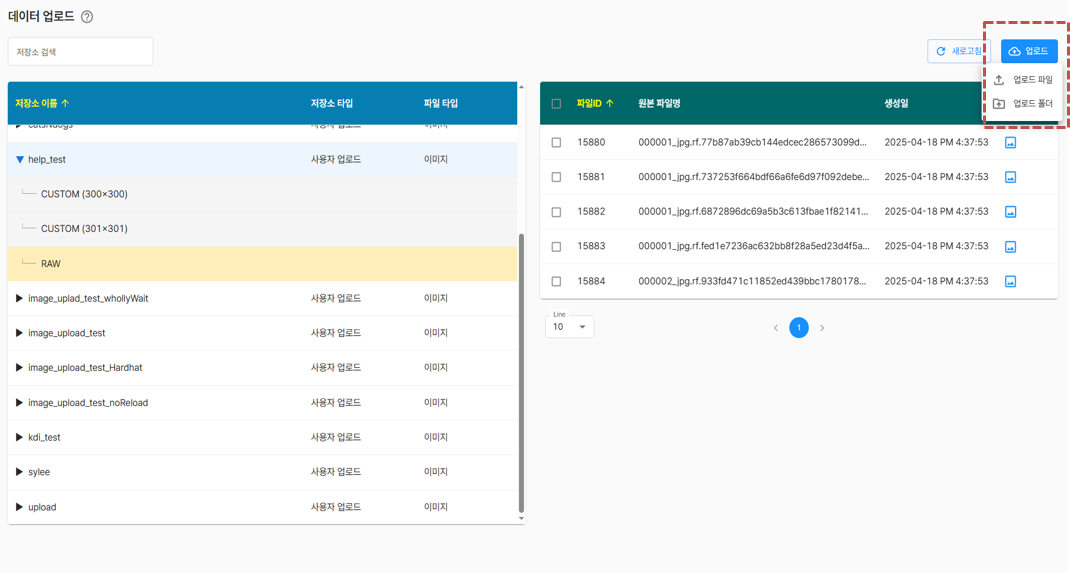 데이터 업로드
저장소 검색
새로고침
업로드
업로드 파일
업로드 폴더
저장소 이름 저장소 타입 파일 타입
help_test 사용자 업로드 이미지
CUSTOM (300×300)
CUSTOM (301×301)
RAW
image_uplad_test_whollyWait 사용자 업로드 이미지
image_upload_test 사용자 업로드 이미지
image_upload_test_Hardhat 사용자 업로드 이미지
image_upload_test_noReload 사용자 업로드 이미지
kdi_test 사용자 업로드 이미지
sylee 사용자 업로드 이미지
upload 사용자 업로드 이미지
파일ID 원본 파일명 생성일
15880 000001_jpg.rf.77b87ab39cb144edcec286573099d... 2025-04-18 PM 4:37:53
15881 000001_jpg.rf.737253f664bdf66a6fe6d97f092debe... 2025-04-18 PM 4:37:53
15882 000001_jpg.rf.6872896dc69a5b3c613fbae1f82141... 2025-04-18 PM 4:37:53
15883 000001_jpg.rf.fed1e7236ac632bb8f28a5ed23d4f5a... 2025-04-18 PM 4:37:53
15884 000002_jpg.rf.933fd471c11852ed439bbc1780178... 2025-04-18 PM 4:37:53
Line
10
1